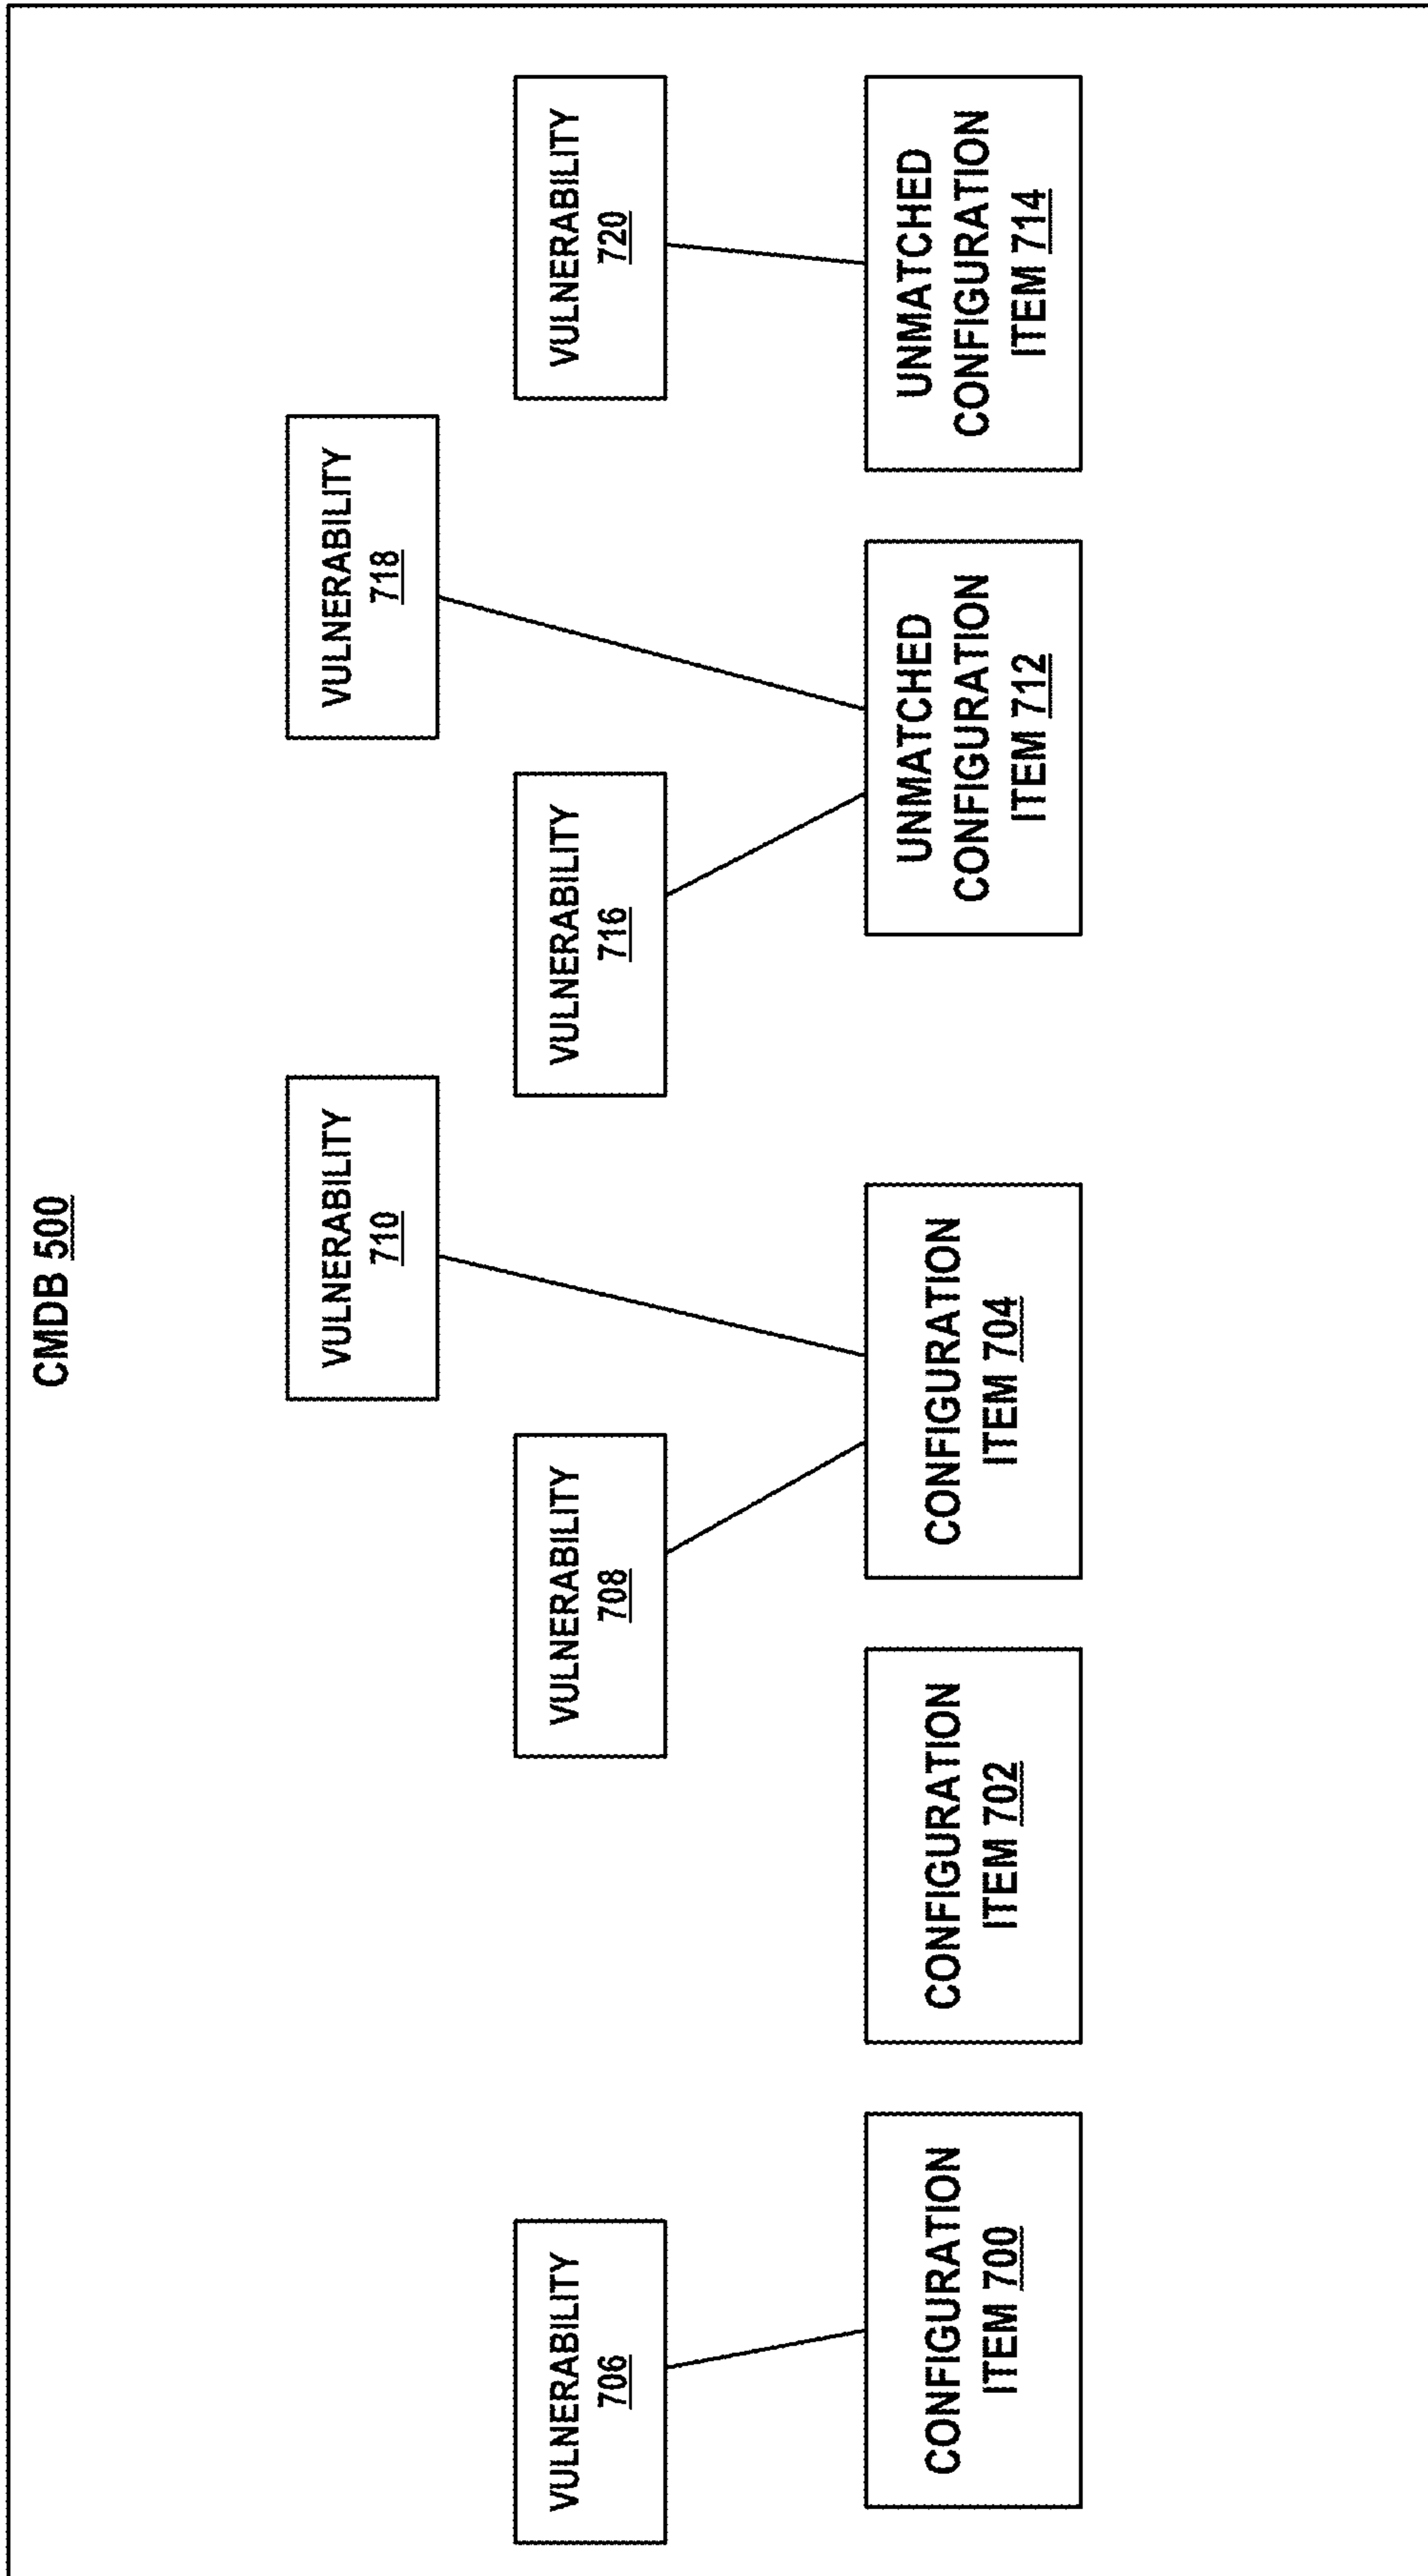 CMDB 500
VULNERABILITY
710
VULNERABILITY
718
VULNERABILITY
706
VULNERABILITY
708
VULNERABILITY
716
VULNERABILITY
720
CONFIGURATION
ITEM 700
CONFIGURATION
ITEM 702
CONFIGURATION
ITEM 704
UNMATCHED
CONFIGURATION
ITEM 712
UNMATCHED
CONFIGURATION
ITEM 714